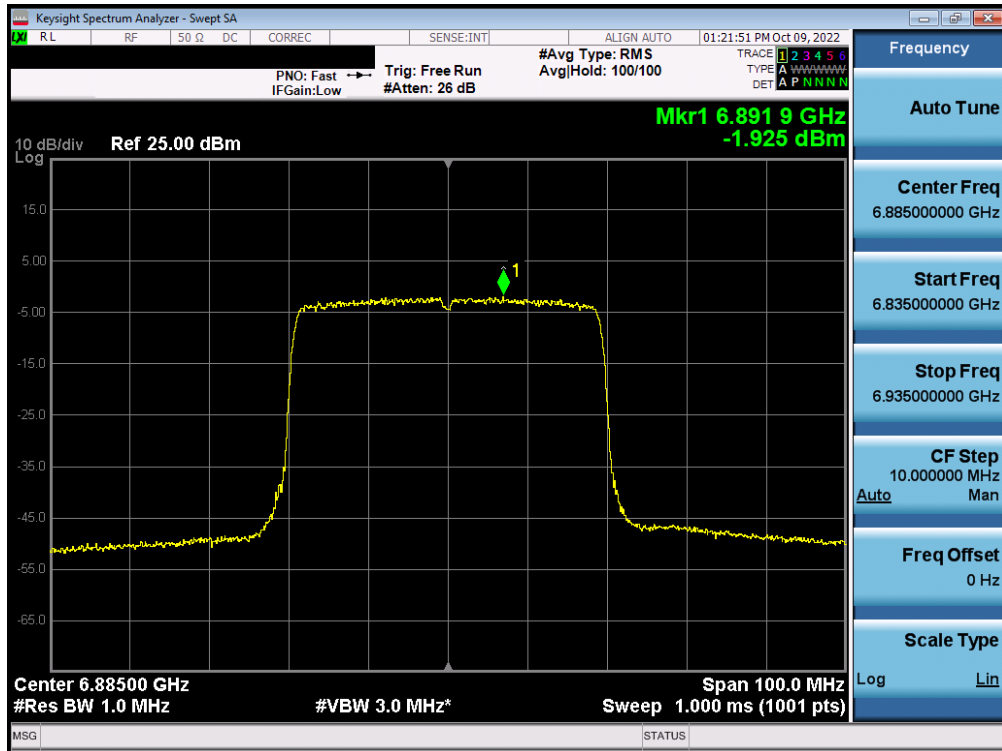 Keysight Spectrum Analyzer - Swept SA
LXI RL RF 50 Ω DC CORREC SENSE:INT ALIGN AUTO 01:21:51 PM Oct 09, 2022
PNO: Fast
IFGain:Low
Trig: Free Run
#Atten: 26 dB
#Avg Type: RMS
Avg|Hold: 100/100
TRACE 1 2 3 4 5 6
TYPE A WWWWW
DET A P N N N N
Mkr1 6.891 9 GHz
-1.925 dBm
10 dB/div Ref 25.00 dBm
Log
15.0
5.00
-5.00
-15.0
-25.0
-35.0
-45.0
-55.0
-65.0
1
Center 6.88500 GHz
Span 100.0 MHz
#Res BW 1.0 MHz
#VBW 3.0 MHz*
Sweep 1.000 ms (1001 pts)
MSG
STATUS
Frequency
Auto Tune
Center Freq
6.885000000 GHz
Start Freq
6.835000000 GHz
Stop Freq
6.935000000 GHz
CF Step
10.000000 MHz
Auto Man
Freq Offset
0 Hz
Scale Type
Log Lin